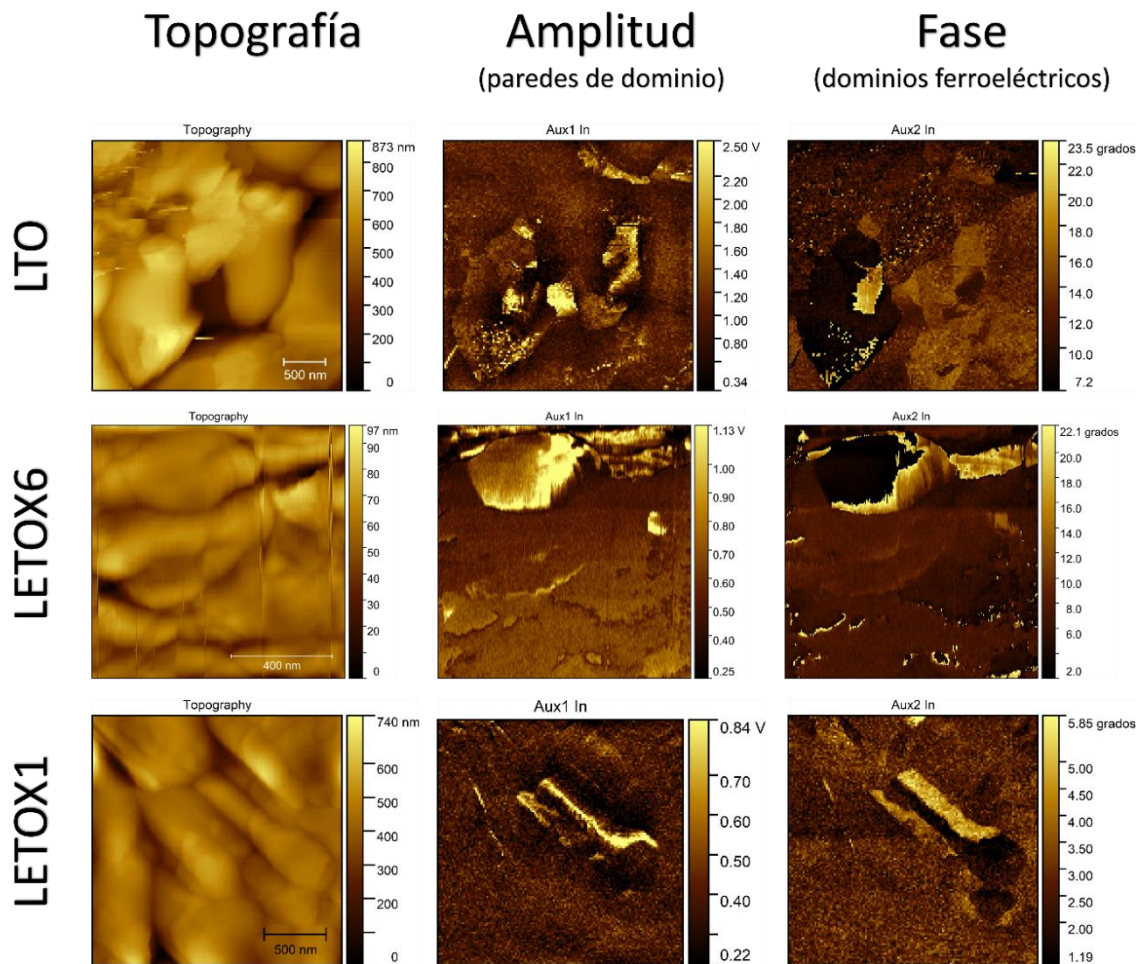 Topografía
Amplitud
(paredes de dominio)
Fase
(dominios ferroeléctricos)
LTO
Topography
873 nm
800
700
600
500
400
300
200
100
0
500 nm
Aux1 In
2.50 V
2.20
2.00
1.80
1.60
1.40
1.20
1.00
0.80
0.34
Aux2 In
23.5 grados
22.0
20.0
18.0
16.0
14.0
12.0
10.0
7.2
LETOX6
Topography
97 nm
90
80
70
60
50
40
30
20
10
0
400 nm
Aux1 In
1.13 V
1.00
0.90
0.80
0.70
0.60
0.50
0.40
0.25
Aux2 In
22.1 grados
20.0
18.0
16.0
14.0
12.0
10.0
8.0
6.0
2.0
LETOX1
Topography
740 nm
600
500
400
300
200
100
0
500 nm
Aux1 In
0.84 V
0.70
0.60
0.50
0.40
0.22
Aux2 In
5.85 grados
5.00
4.50
4.00
3.50
3.00
2.50
2.00
1.19